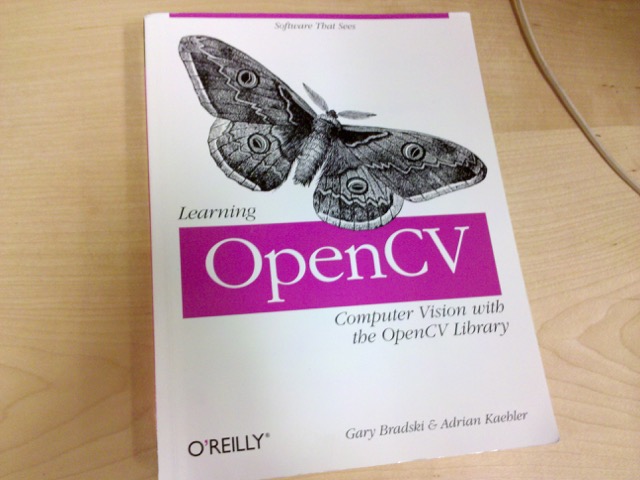 Software That Sees
Learning
OpenCV
Computer Vision with
the OpenCV Library
Gary Bradski & Adrian Kaehler
O'REILLY®